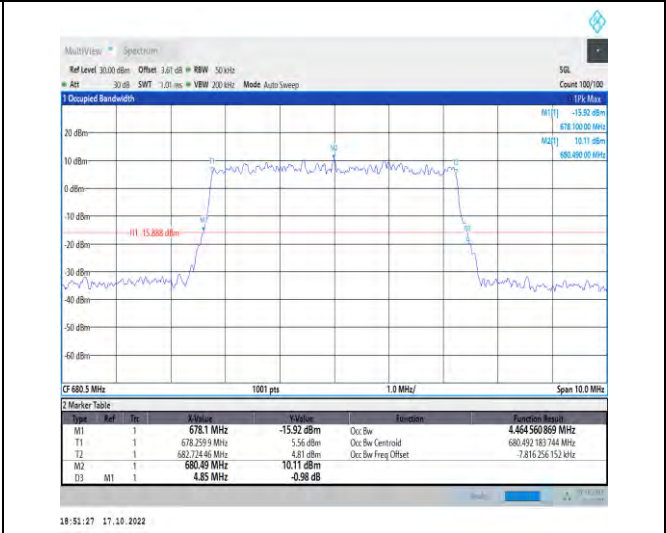 MultiView Spectrum
Ref Level 30.00 dBm Offset 3.61 dB RBW 50 kHz SGL
Att 30 dB SWT 1.01 ms VBW 200 kHz Mode Auto Sweep Count 100/100
1 Occupied Bandwidth 1Pk Max
M1[1] -15.92 dBm
678.100 00 MHz
M2[1] 10.11 dBm
680.490 00 MHz
20 dBm
M2
10 dBm
T1 T2
0 dBm
-10 dBm
M1
H1 -15.888 dBm
D3
-20 dBm
-30 dBm
-40 dBm
-50 dBm
-60 dBm
CF 680.5 MHz 1001 pts 1.0 MHz/ Span 10.0 MHz
2 Marker Table
Type Ref Trc X-Value Y-Value Function Function Result
M1 1 678.1 MHz -15.92 dBm Occ Bw 4.464 560 869 MHz
T1 1 678.259 9 MHz 5.56 dBm Occ Bw Centroid 680.492 183 744 MHz
T2 1 682.724 46 MHz 4.81 dBm Occ Bw Freq Offset -7.816 256 152 kHz
M2 1 680.49 MHz 10.11 dBm
D3 M1 1 4.85 MHz -0.98 dB
18:51:27 17.10.2022